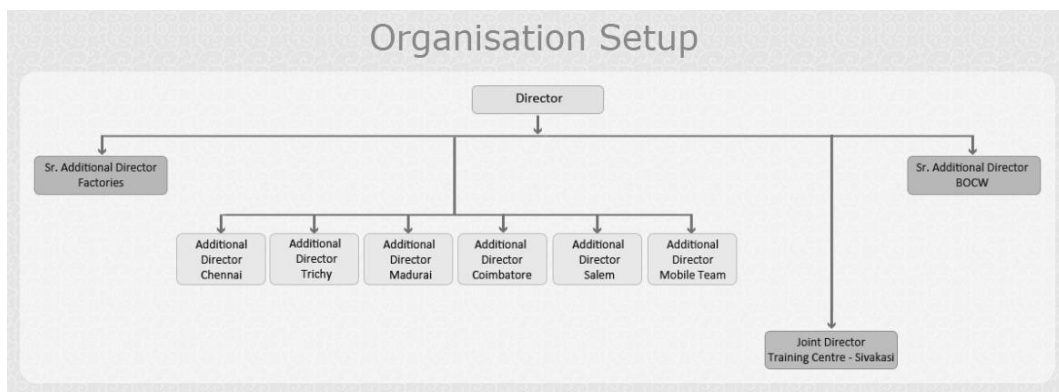 Organisation Setup
Director
Sr. Additional Director
Factories
Sr. Additional Director
BOCW
Additional
Director
Chennai
Additional
Director
Trichy
Additional
Director
Madurai
Additional
Director
Coimbatore
Additional
Director
Salem
Additional
Director
Mobile Team
Joint Director
Training Centre - Sivakasi